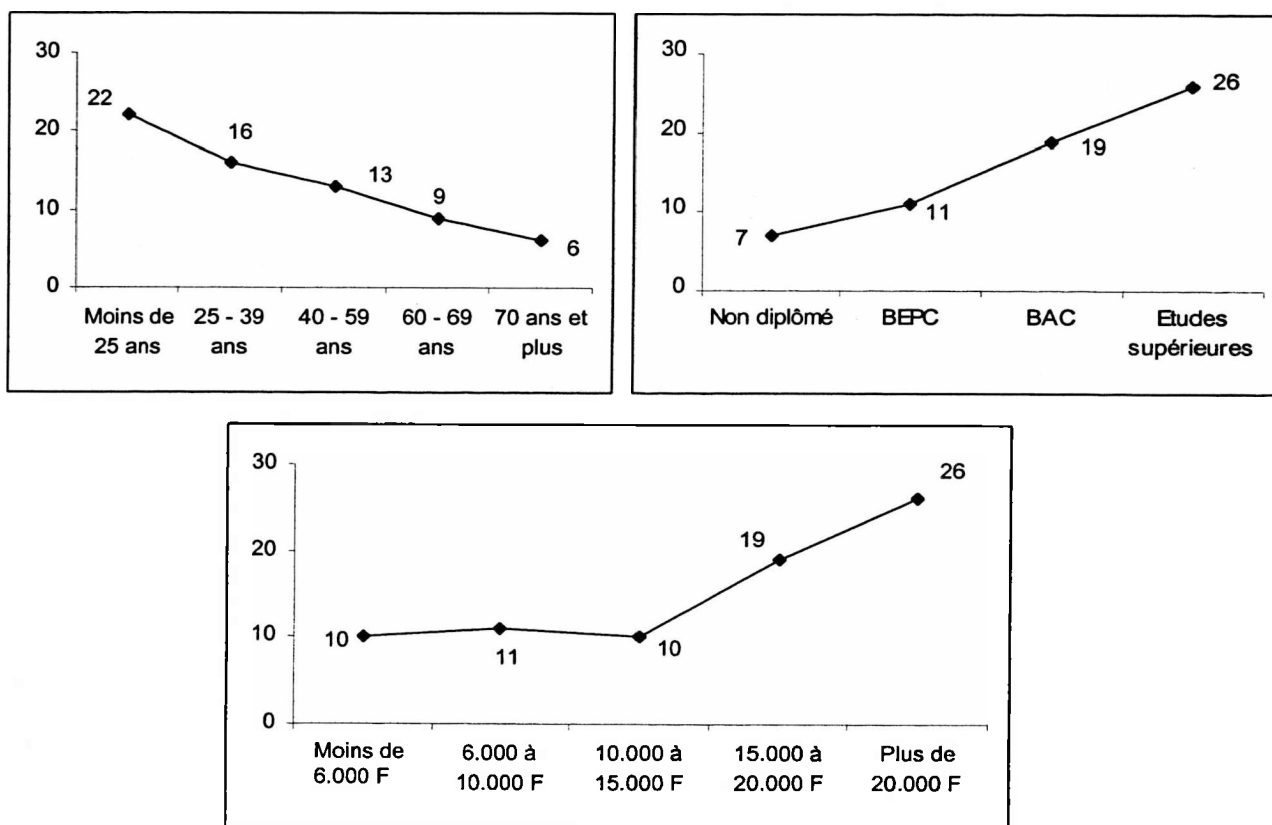 30
20
10
0
22
16
13
9
6
Moins de 25 ans
25 - 39 ans
40 - 59 ans
60 - 69 ans
70 ans et plus
30
20
10
0
7
11
19
26
Non diplômé
BEPC
BAC
Etudes supérieures
30
20
10
0
10
11
10
19
26
Moins de 6.000 F
6.000 à 10.000 F
10.000 à 15.000 F
15.000 à 20.000 F
Plus de 20.000 F